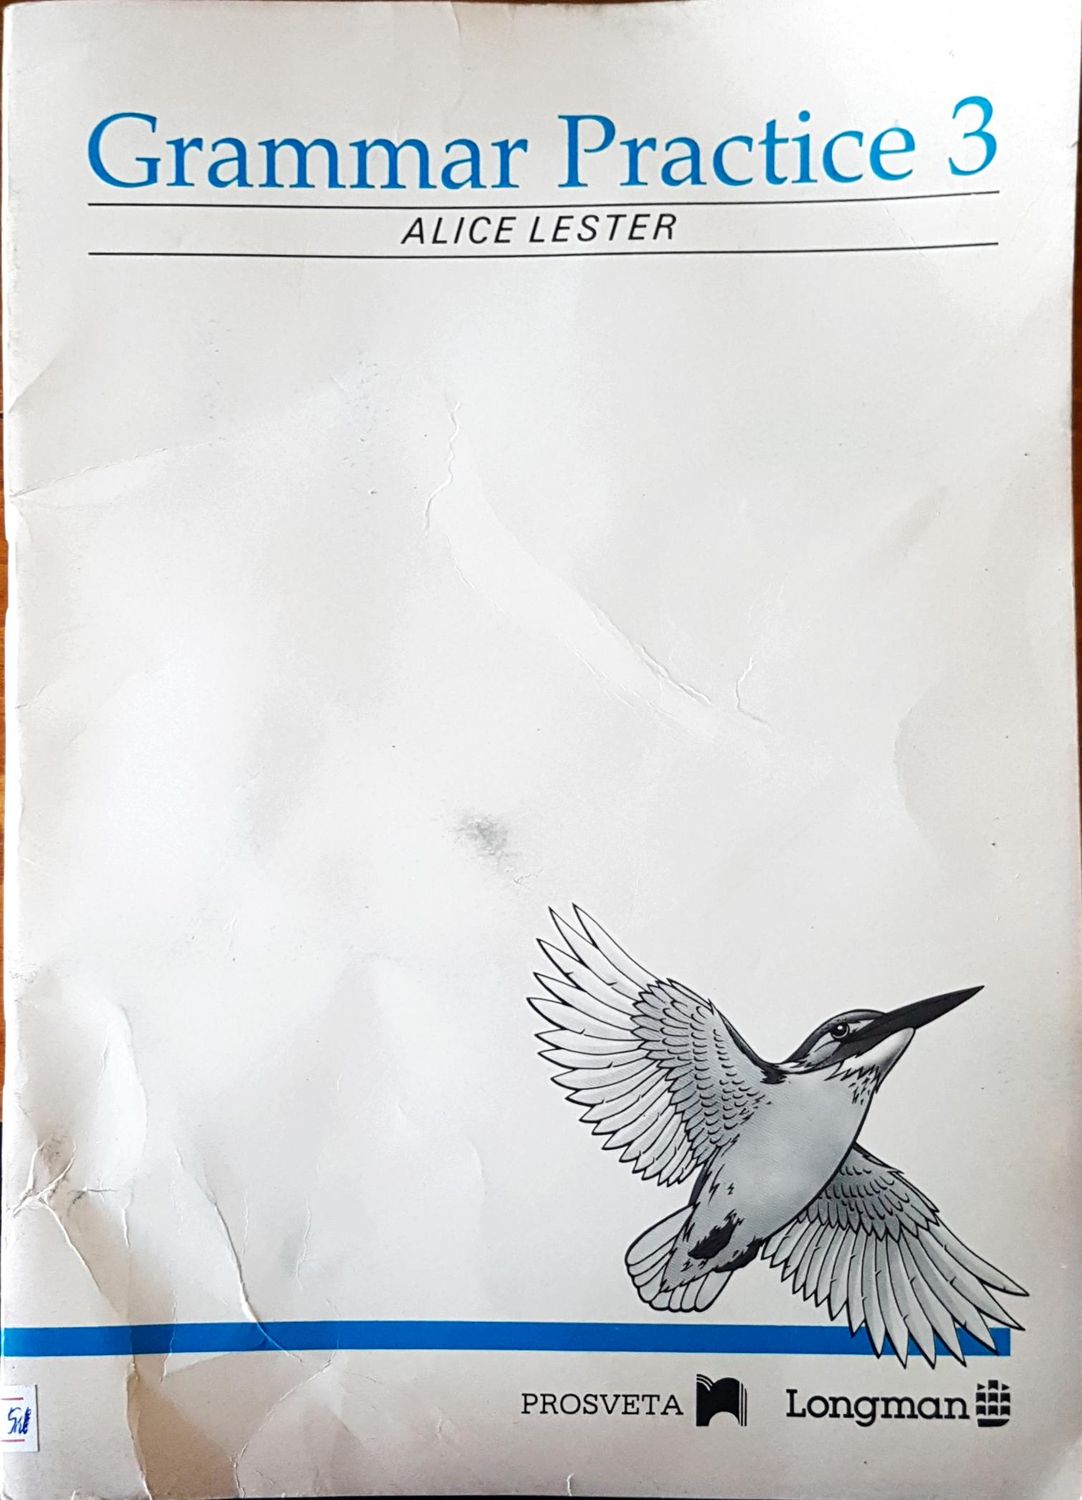 Grammar Practice 3
ALICE LESTER
PROSVETA Longman